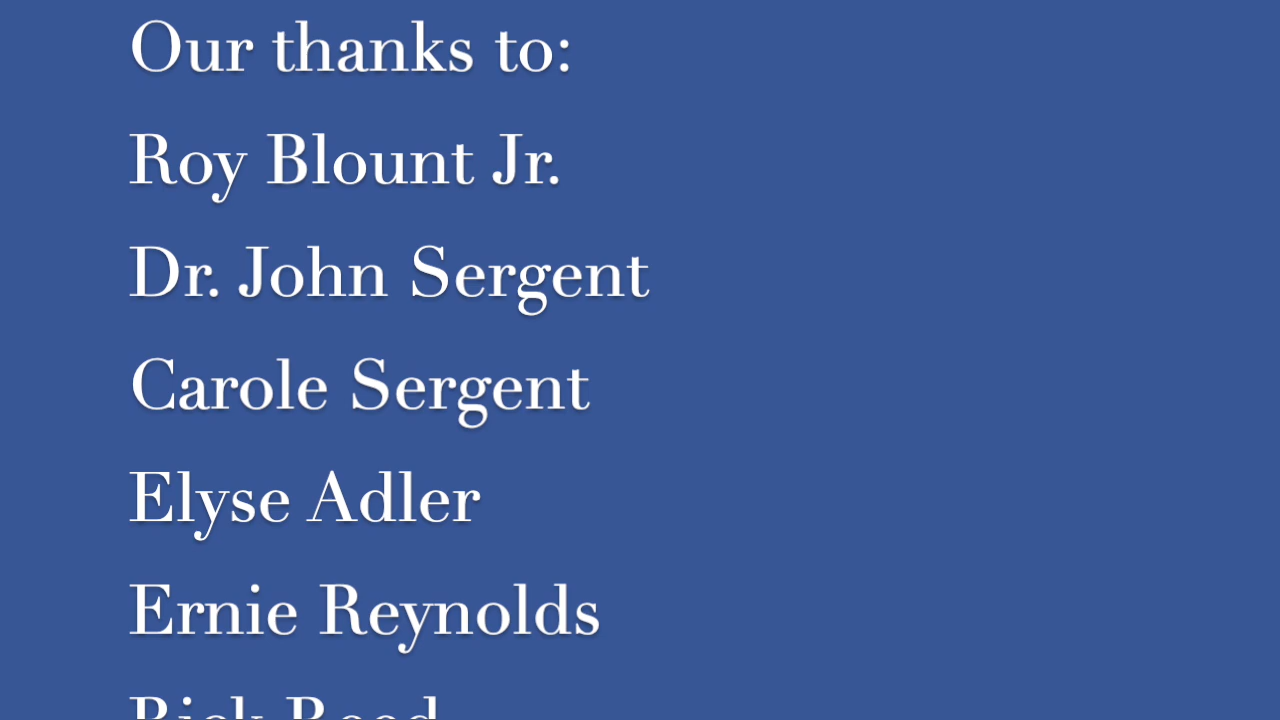 Our thanks to:
Roy Blount Jr.
Dr. John Sergent
Carole Sergent
Elyse Adler
Ernie Reynolds